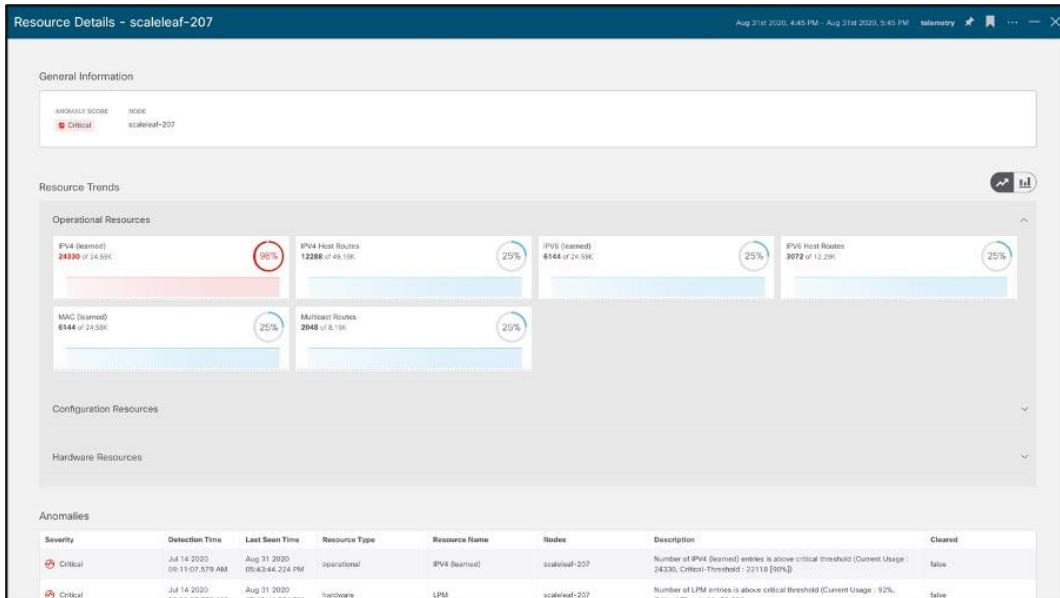 Resource Details - scaleleaf-207
Aug 31st 2020, 4:45 PM - Aug 31st 2020, 5:45 PM telemetry
General Information
ANOMALY SCORE NODE
Critical scaleleaf-207
Resource Trends
Operational Resources
IPV4 (learned)
24330 of 24.58K
IPV4 Host Routes
12288 of 49.15K
25%
IPV6 (learned)
6144 of 24.58K
25%
IPV6 Host Routes
3072 of 12.29K
25%
MAC (learned)
6144 of 24.58K
25%
Multicast Routes
2048 of 8.19K
25%
Configuration Resources
Hardware Resources
Anomalies
Severity Detection Time Last Seen Time Resource Type Resource Name Nodes Description Cleared
Critical
Jul 14 2020
09:11:07.579 AM
Aug 31 2020
05:43:44.224 PM
operational
IPV4 (learned)
scaleleaf-207
Number of IPV4 (learned) entries is above critical threshold (Current Usage :
24330, Critical-Threshold : 22118 [90%])
false
Critical
Jul 14 2020
Aug 31 2020
hardware
LPM
scaleleaf-207
Number of LPM entries is above critical threshold (Current Usage : 92%,
false